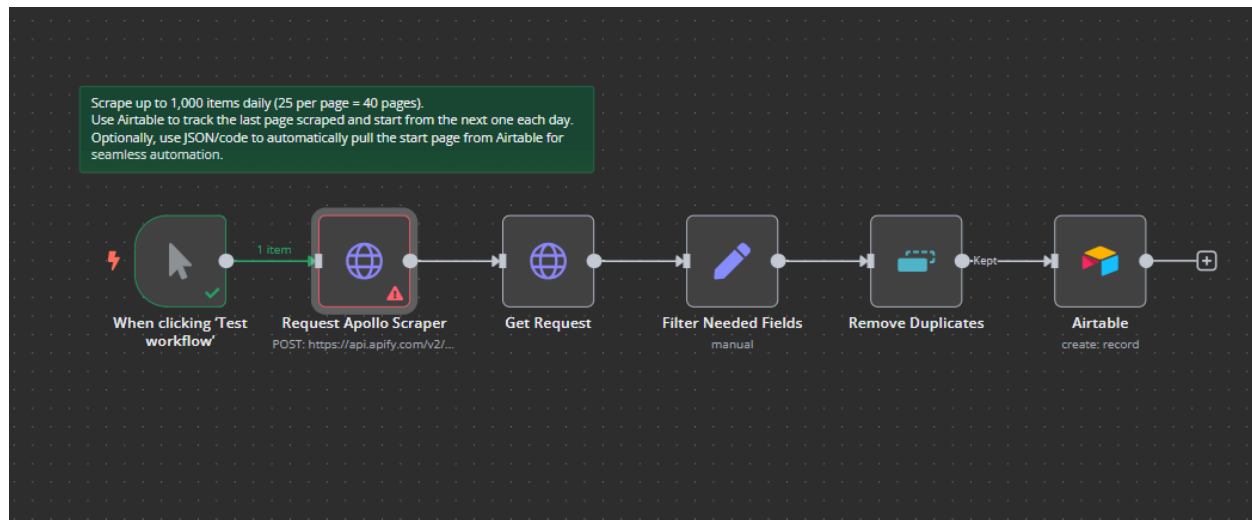 Scrape up to 1,000 items daily (25 per page = 40 pages).
Use Airtable to track the last page scraped and start from the next one each day.
Optionally, use JSON/code to automatically pull the start page from Airtable for
seamless automation.
1 item
Kept
When clicking ‘Test
workflow’
Request Apollo Scraper
POST: https://api.apify.com/v2/...
Get Request
Filter Needed Fields
manual
Remove Duplicates
Airtable
create: record